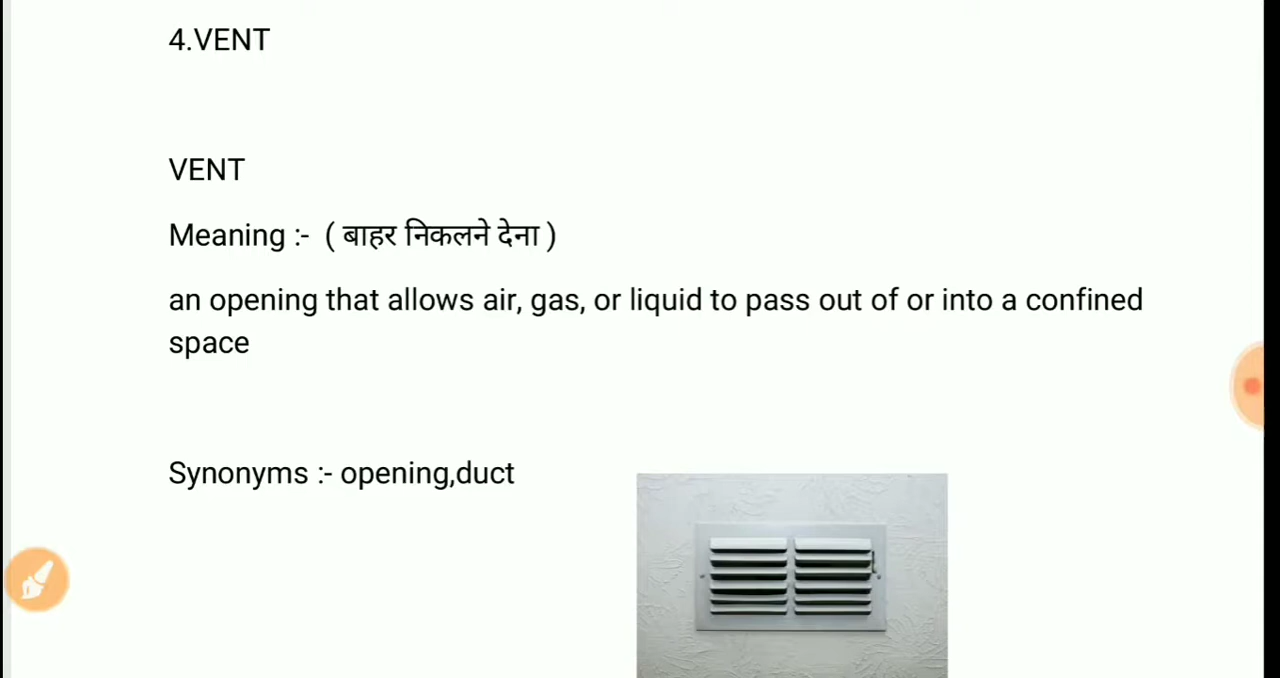 4.VENT
VENT
Meaning :- ( बाहर निकलने देना )
an opening that allows air, gas, or liquid to pass out of or into a confined
space
Synonyms :- opening,duct